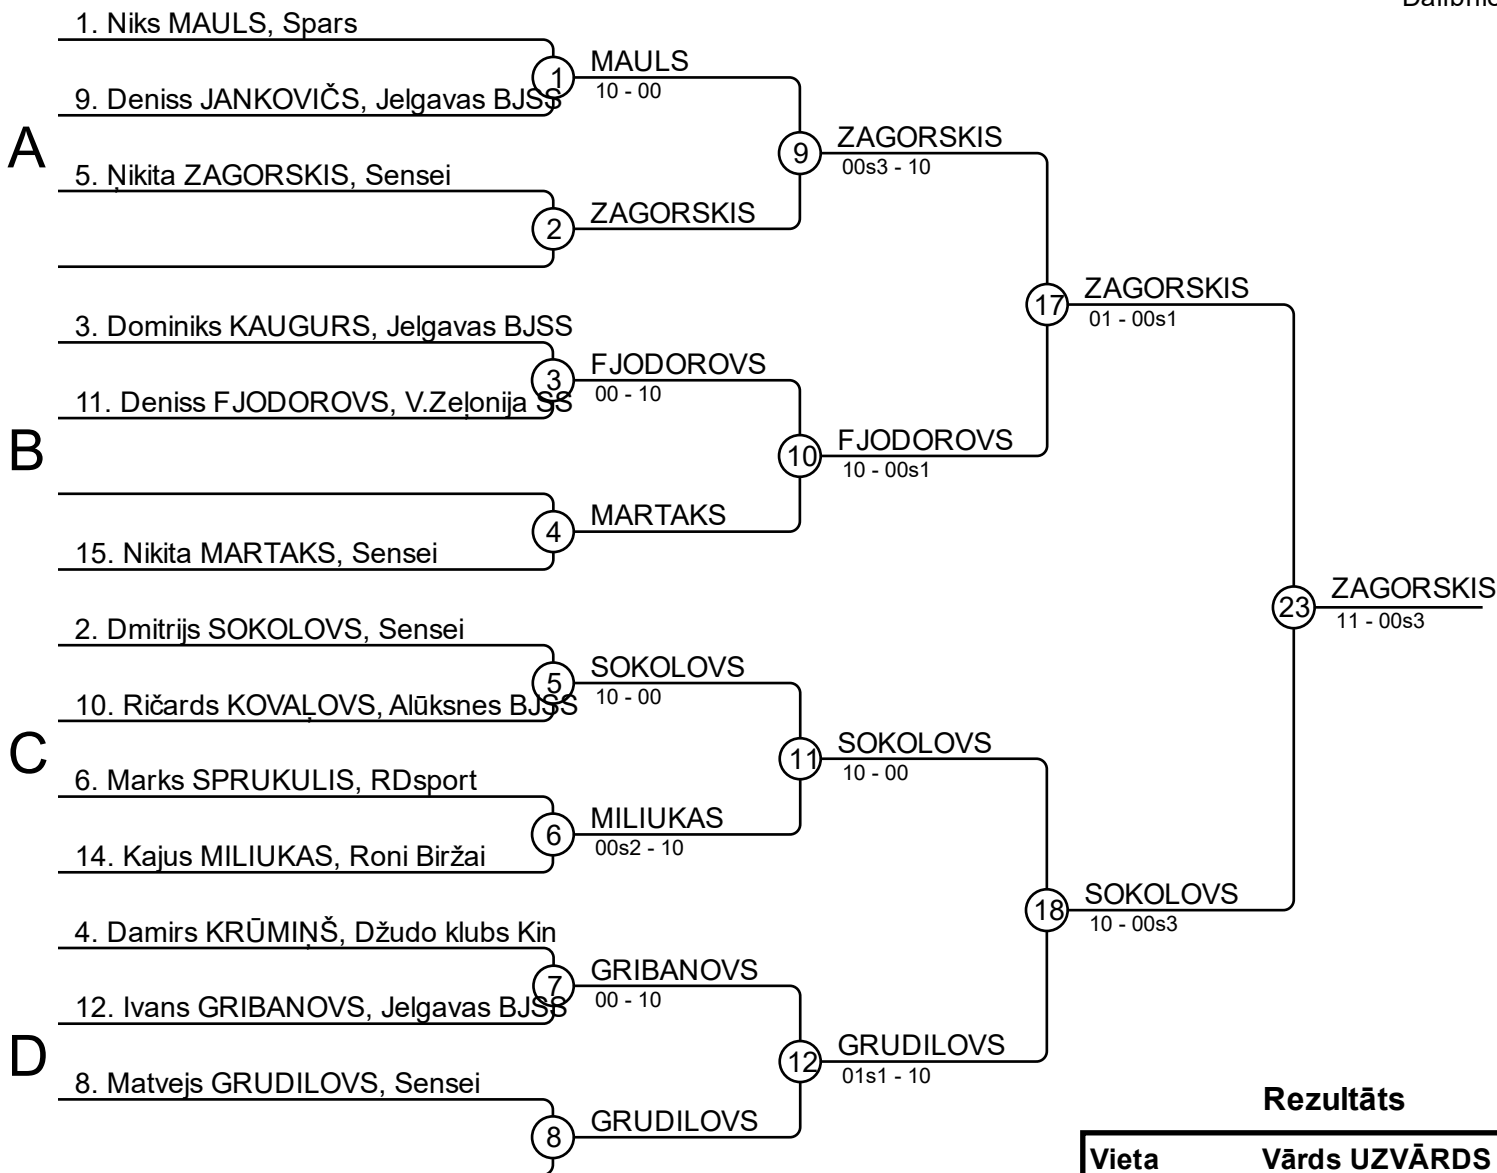 1. Niks MAULS, Spars
9. Deniss JANKOVIČS, Jelgavas BJSS
1
MAULS
10 - 00
A
5. Ņikita ZAGORSKIS, Sensei
2
ZAGORSKIS
9
ZAGORSKIS
00s3 - 10
3. Dominiks KAUGURS, Jelgavas BJSS
11. Deniss FJODOROVS, V.Zeļonija SS
3
FJODOROVS
00 - 10
B
15. Nikita MARTAKS, Sensei
4
MARTAKS
10
FJODOROVS
10 - 00s1
17
ZAGORSKIS
01 - 00s1
2. Dmitrijs SOKOLOVS, Sensei
10. Ričards KOVAĻOVS, Alūksnes BJSS
5
SOKOLOVS
10 - 00
C
6. Marks SPRUKULIS, RDsport
14. Kajus MILIUKAS, Roni Biržai
6
MILIUKAS
00s2 - 10
11
SOKOLOVS
10 - 00
4. Damirs KRŪMIŅŠ, Džudo klubs Kin
12. Ivans GRIBANOVS, Jelgavas BJSS
7
GRIBANOVS
00 - 10
D
8. Matvejs GRUDILOVS, Sensei
8
GRUDILOVS
12
GRUDILOVS
01s1 - 10
18
SOKOLOVS
10 - 00s3
23
ZAGORSKIS
11 - 00s3
Rezultāts
Vieta Vārds UZVĀRDS